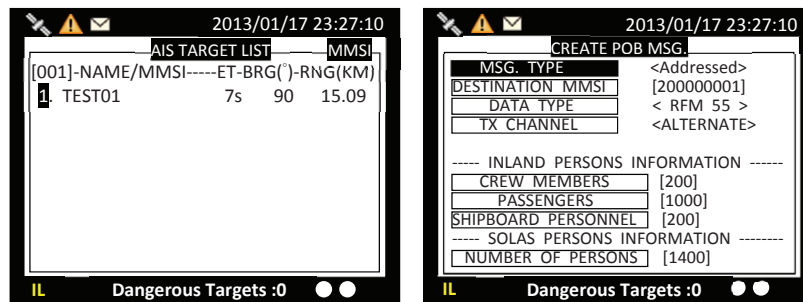 2013/01/17 23:27:10
AIS TARGET LIST MMSI
[001]-NAME/MMSI-----ET-BRG(°)-RNG(KM)
1. TEST01 7s 90 15.09
IL Dangerous Targets :0
2013/01/17 23:27:10
CREATE POB MSG.
MSG. TYPE <Addressed>
DESTINATION MMSI [200000001]
DATA TYPE < RFM 55 >
TX CHANNEL <ALTERNATE>
----- INLAND PERSONS INFORMATION ------
CREW MEMBERS [200]
PASSENGERS [1000]
SHIPBOARD PERSONNEL [200]
----- SOLAS PERSONS INFORMATION --------
NUMBER OF PERSONS [1400]
IL Dangerous Targets :0